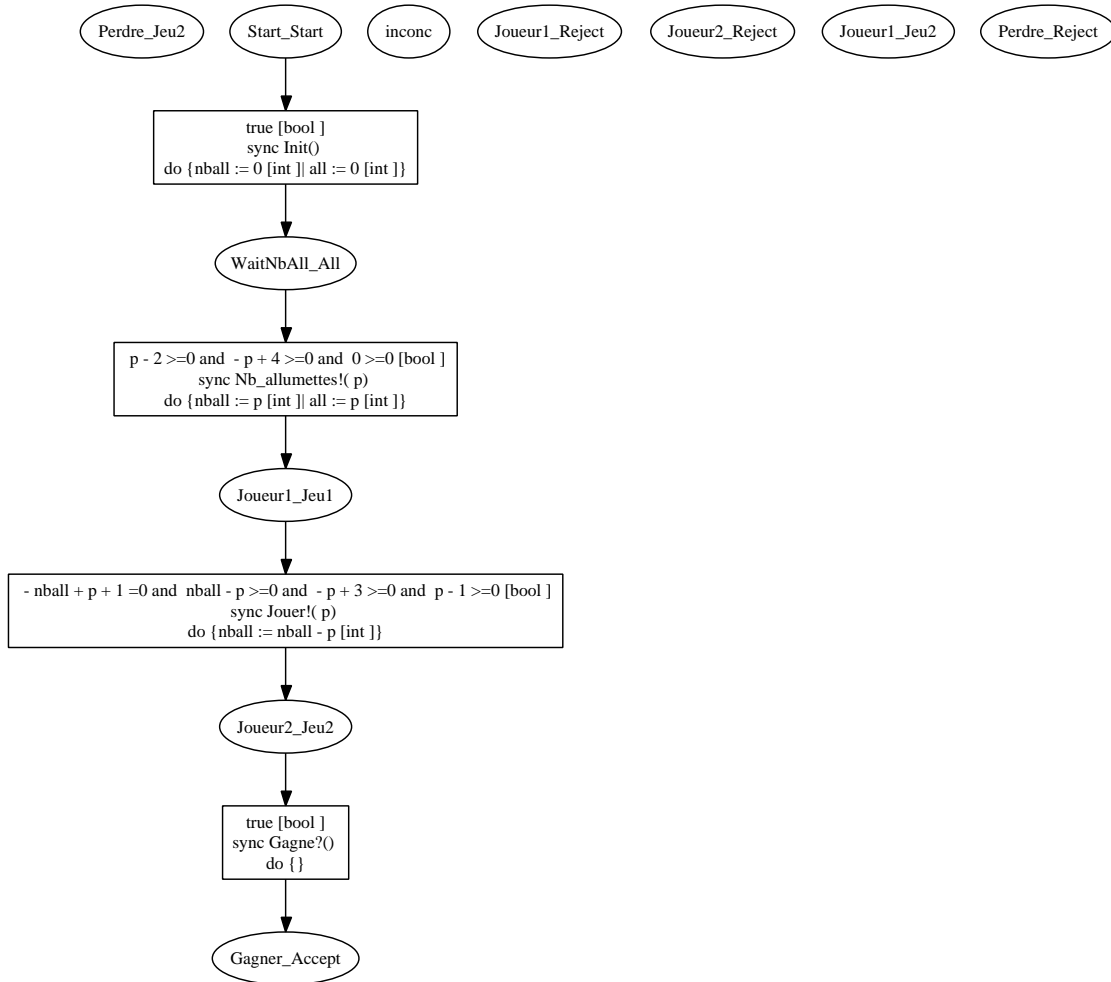 Perdre_Jeu2
Start_Start
inconc
Joueur1_Reject
Joueur2_Reject
Joueur1_Jeu2
Perdre_Reject
true [bool ]
sync Init()
do {nball := 0 [int ]| all := 0 [int ]}
WaitNbAll_All
p - 2 >=0 and  - p + 4 >=0 and  0 >=0 [bool ]
sync Nb_allumettes!( p)
do {nball := p [int ]| all := p [int ]}
Joueur1_Jeu1
- nball + p + 1 =0 and  nball - p >=0 and  - p + 3 >=0 and  p - 1 >=0 [bool ]
sync Jouer!( p)
do {nball := nball - p [int ]}
Joueur2_Jeu2
true [bool ]
sync Gagne?()
do {}
Gagner_Accept